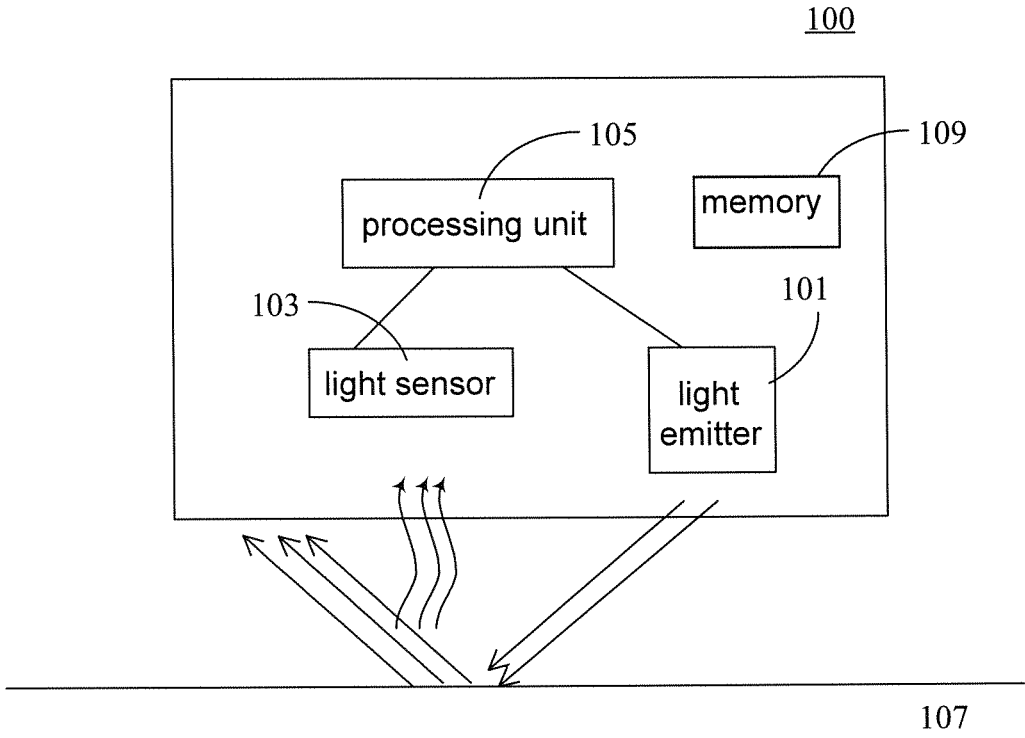 100
105
109
processing unit
memory
103
101
light sensor
light
emitter
107